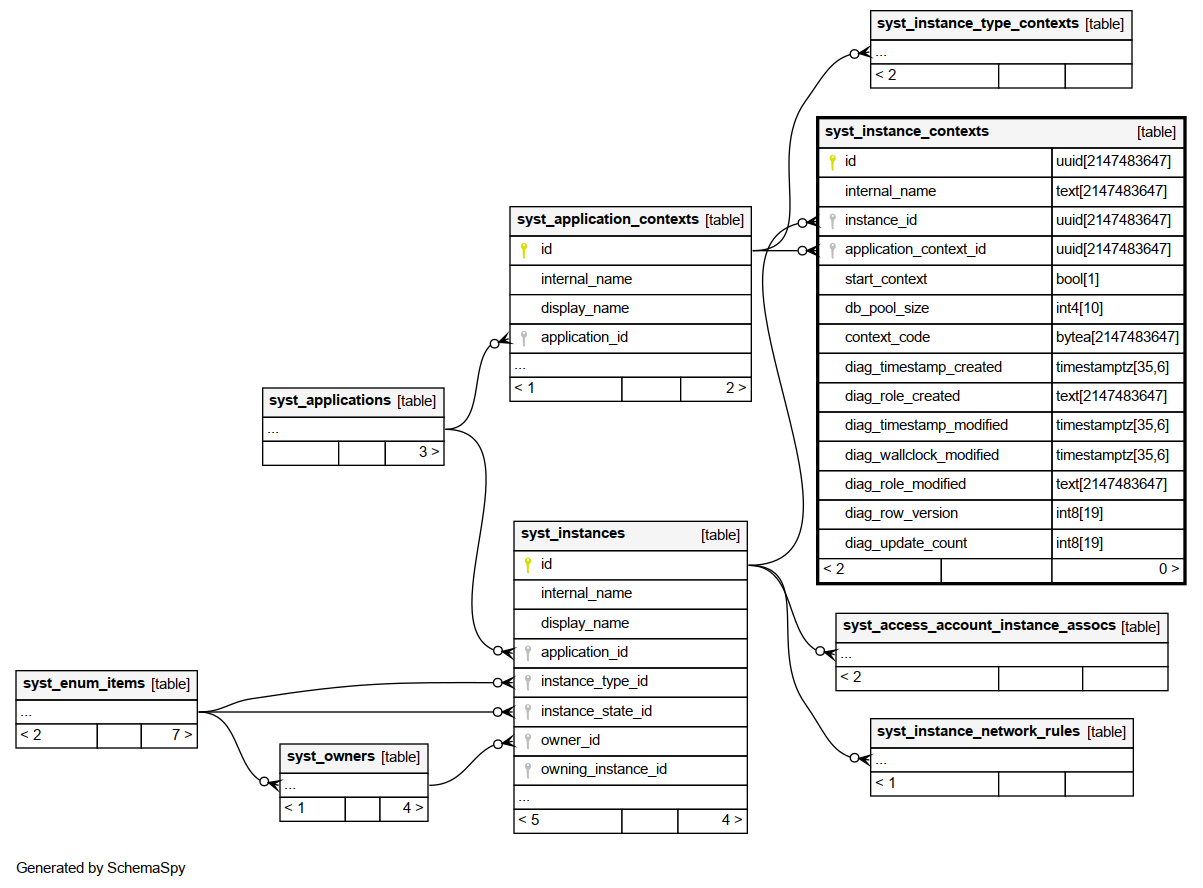 syst_instance_type_contexts [table]
...
< 2
syst_instance_contexts [table]
id uuid[2147483647]
internal_name text[2147483647]
instance_id uuid[2147483647]
application_context_id uuid[2147483647]
start_context bool[1]
db_pool_size int4[10]
context_code bytea[2147483647]
diag_timestamp_created timestamptz[35,6]
diag_role_created text[2147483647]
diag_timestamp_modified timestamptz[35,6]
diag_wallclock_modified timestamptz[35,6]
diag_role_modified text[2147483647]
diag_row_version int8[19]
diag_update_count int8[19]
< 2 0 >
syst_application_contexts [table]
id
internal_name
display_name
application_id
...
< 1 2 >
syst_applications [table]
...
3 >
syst_instances [table]
id
internal_name
display_name
application_id
instance_type_id
instance_state_id
owner_id
owning_instance_id
...
< 5 4 >
syst_access_account_instance_assocs [table]
...
< 2
syst_enum_items [table]
...
< 2 7 >
syst_owners [table]
...
< 1 4 >
syst_instance_network_rules [table]
...
< 1
Generated by SchemaSpy